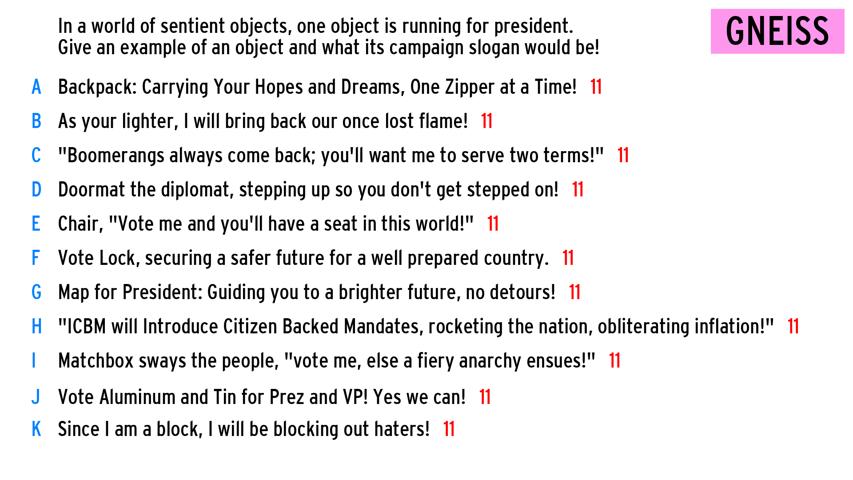 In a world of sentient objects, one object is running for president.
Give an example of an object and what its campaign slogan would be!
GNEISS
A Backpack: Carrying Your Hopes and Dreams, One Zipper at a Time! 11
B As your lighter, I will bring back our once lost flame! 11
C "Boomerangs always come back; you'll want me to serve two terms!" 11
D Doormat the diplomat, stepping up so you don't get stepped on! 11
E Chair, "Vote me and you'll have a seat in this world!" 11
F Vote Lock, securing a safer future for a well prepared country. 11
G Map for President: Guiding you to a brighter future, no detours! 11
H "ICBM will Introduce Citizen Backed Mandates, rocketing the nation, obliterating inflation!" 11
I Matchbox sways the people, "vote me, else a fiery anarchy ensues!" 11
J Vote Aluminum and Tin for Prez and VP! Yes we can! 11
K Since I am a block, I will be blocking out haters! 11